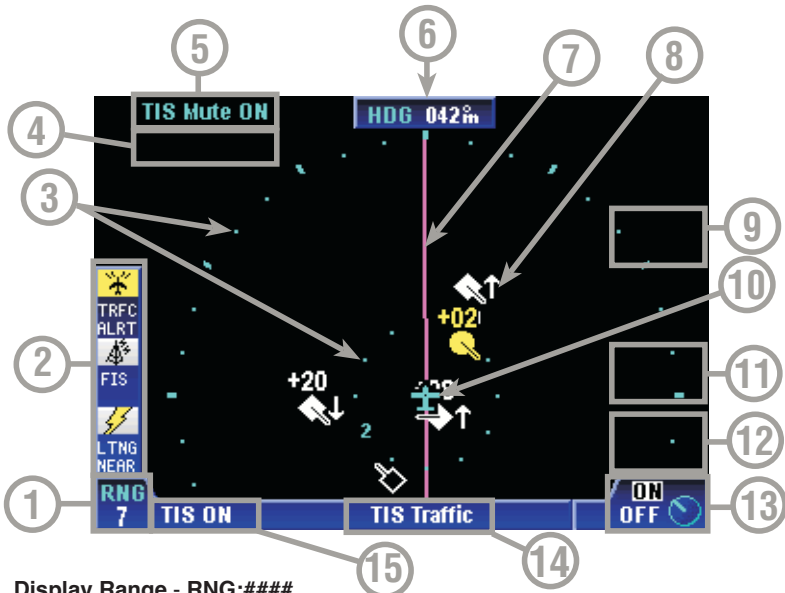 5
6
7
8
TIS Mute ON
HDG 042°m
4
3
9
10
TRFC
ALRT
+02
2
FIS
+20
11
2
LTNG
NEAR
12
1
RNG
7
TIS ON
TIS Traffic
ON
OFF
13
15
14
Display Range - RNG:####